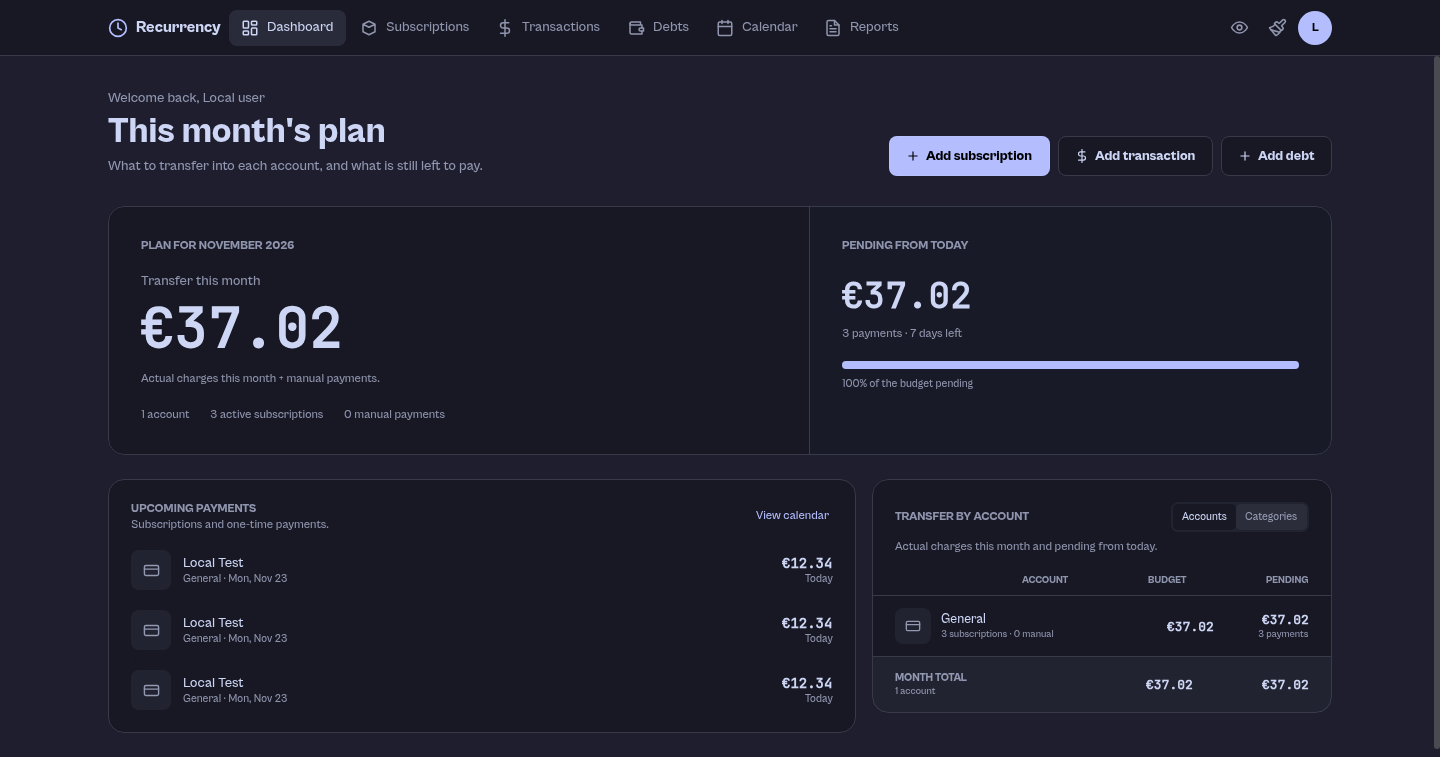 Recurrency
Dashboard
Subscriptions
Transactions
Debts
Calendar
Reports
L
Welcome back, Local user
This month's plan
What to transfer into each account, and what is still left to pay.
Add subscription
Add transaction
Add debt
PLAN FOR NOVEMBER 2026
Transfer this month
€37.02
Actual charges this month + manual payments.
1 account
3 active subscriptions
0 manual payments
PENDING FROM TODAY
€37.02
3 payments · 7 days left
100% of the budget pending
UPCOMING PAYMENTS
Subscriptions and one-time payments.
View calendar
Local Test
General · Mon, Nov 23
€12.34
Today
Local Test
General · Mon, Nov 23
€12.34
Today
Local Test
General · Mon, Nov 23
€12.34
Today
TRANSFER BY ACCOUNT
Accounts
Categories
Actual charges this month and pending from today.
ACCOUNT
BUDGET
PENDING
General
3 subscriptions · 0 manual
€37.02
€37.02
3 payments
MONTH TOTAL
1 account
€37.02
€37.02